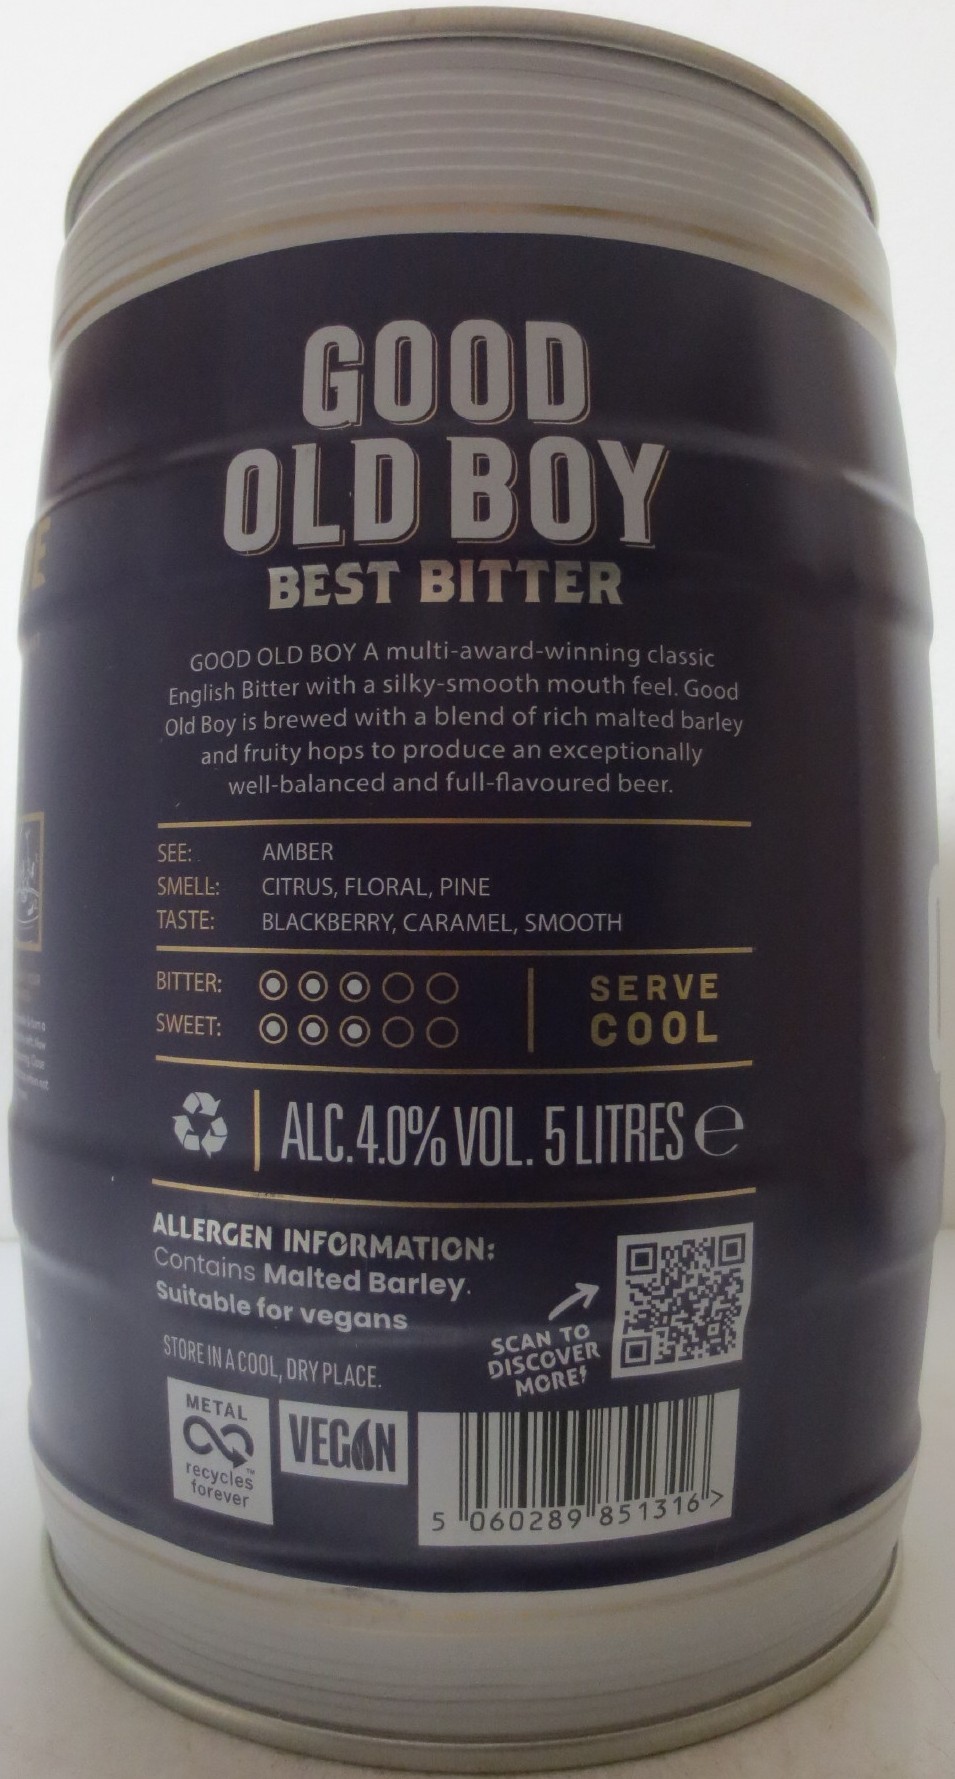 GOOD
OLD BOY
BEST BITTER
GOOD OLD BOY A multi-award-winning classic
English Bitter with a silky-smooth mouth feel. Good
Old Boy is brewed with a blend of rich malted barley
and fruity hops to produce an exceptionally
well-balanced and full-flavoured beer.
SEE: AMBER
SMELL: CITRUS, FLORAL, PINE
TASTE: BLACKBERRY, CARAMEL, SMOOTH
BITTER:
SWEET:
SERVE
COOL
ALC.4.0% VOL. 5 LITRES ℮
ALLERGEN INFORMATION:
Contains Malted Barley.
Suitable for vegans
STORE IN A COOL, DRY PLACE.
SCAN TO
DISCOVER
MORE!
METAL
recycles
forever™
VEGAN
5 060289 851316 >